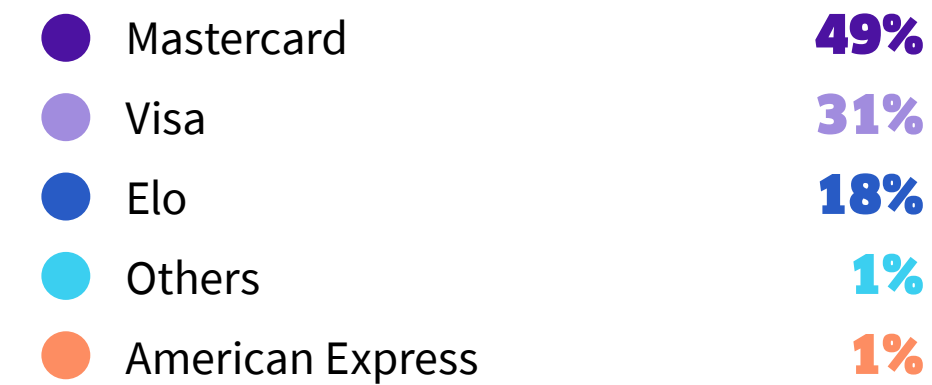 Mastercard 49%
Visa 31%
Elo 18%
Others 1%
American Express 1%